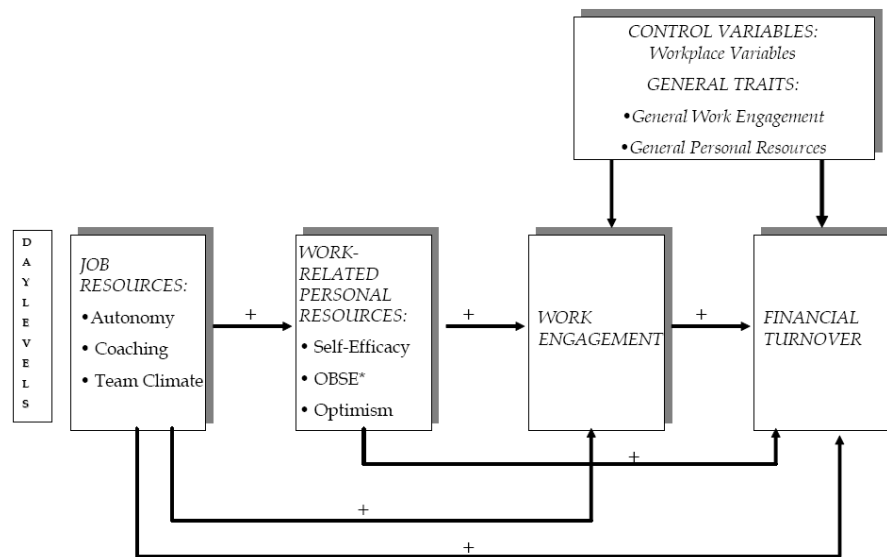 CONTROL VARIABLES:
Workplace Variables
GENERAL TRAITS:
•General Work Engagement
•General Personal Resources
D
A
Y
L
E
V
E
L
S
JOB
RESOURCES:
•Autonomy
• Coaching
• Team Climate
+
WORK-
RELATED
PERSONAL
RESOURCES:
• Self-Efficacy
• OBSE*
• Optimism
+
WORK
ENGAGEMENT
+
FINANCIAL
TURNOVER
+
+
+